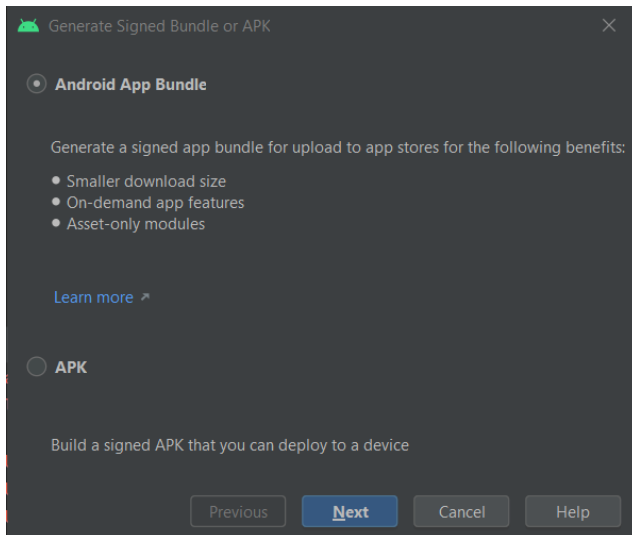 Generate Signed Bundle or APK
Android App Bundle
Generate a signed app bundle for upload to app stores for the following benefits:
Smaller download size
On-demand app features
Asset-only modules
Learn more
APK
Build a signed APK that you can deploy to a device
Previous Next Cancel Help